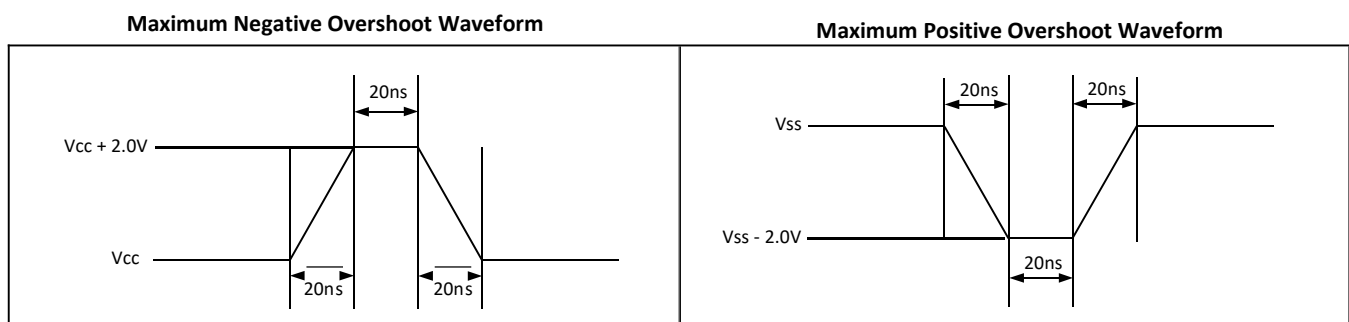 Maximum Negative Overshoot Waveform
20ns
Vcc + 2.0V
Vcc
20ns
20ns
Maximum Positive Overshoot Waveform
20ns
20ns
Vss
Vss - 2.0V
20ns